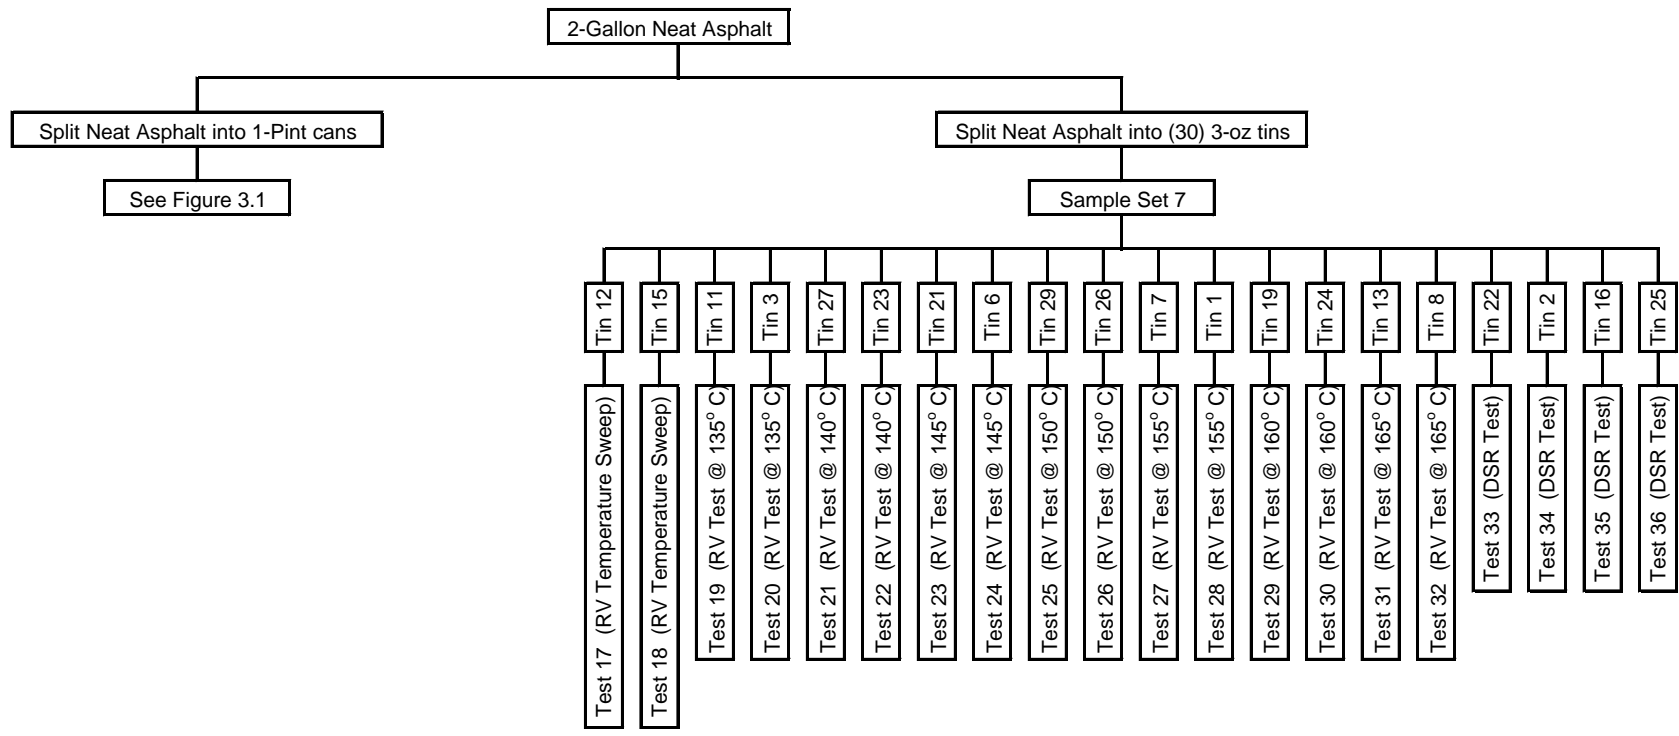 2-Gallon Neat Asphalt
Split Neat Asphalt into 1-Pint cans
Split Neat Asphalt into (30) 3-oz tins
See Figure 3.1
Sample Set 7
Tin 12
Tin 15
Tin 11
Tin 3
Tin 27
Tin 23
Tin 21
Tin 6
Tin 29
Tin 26
Tin 7
Tin 1
Tin 19
Tin 24
Tin 13
Tin 8
Tin 22
Tin 2
Tin 16
Tin 25
Test 17 (RV Temperature Sweep)
Test 18 (RV Temperature Sweep)
Test 19 (RV Test @ 135° C)
Test 20 (RV Test @ 135° C)
Test 21 (RV Test @ 140° C)
Test 22 (RV Test @ 140° C)
Test 23 (RV Test @ 145° C)
Test 24 (RV Test @ 145° C)
Test 25 (RV Test @ 150° C)
Test 26 (RV Test @ 150° C)
Test 27 (RV Test @ 155° C)
Test 28 (RV Test @ 155° C)
Test 29 (RV Test @ 160° C)
Test 30 (RV Test @ 160° C)
Test 31 (RV Test @ 165° C)
Test 32 (RV Test @ 165° C)
Test 33 (DSR Test)
Test 34 (DSR Test)
Test 35 (DSR Test)
Test 36 (DSR Test)